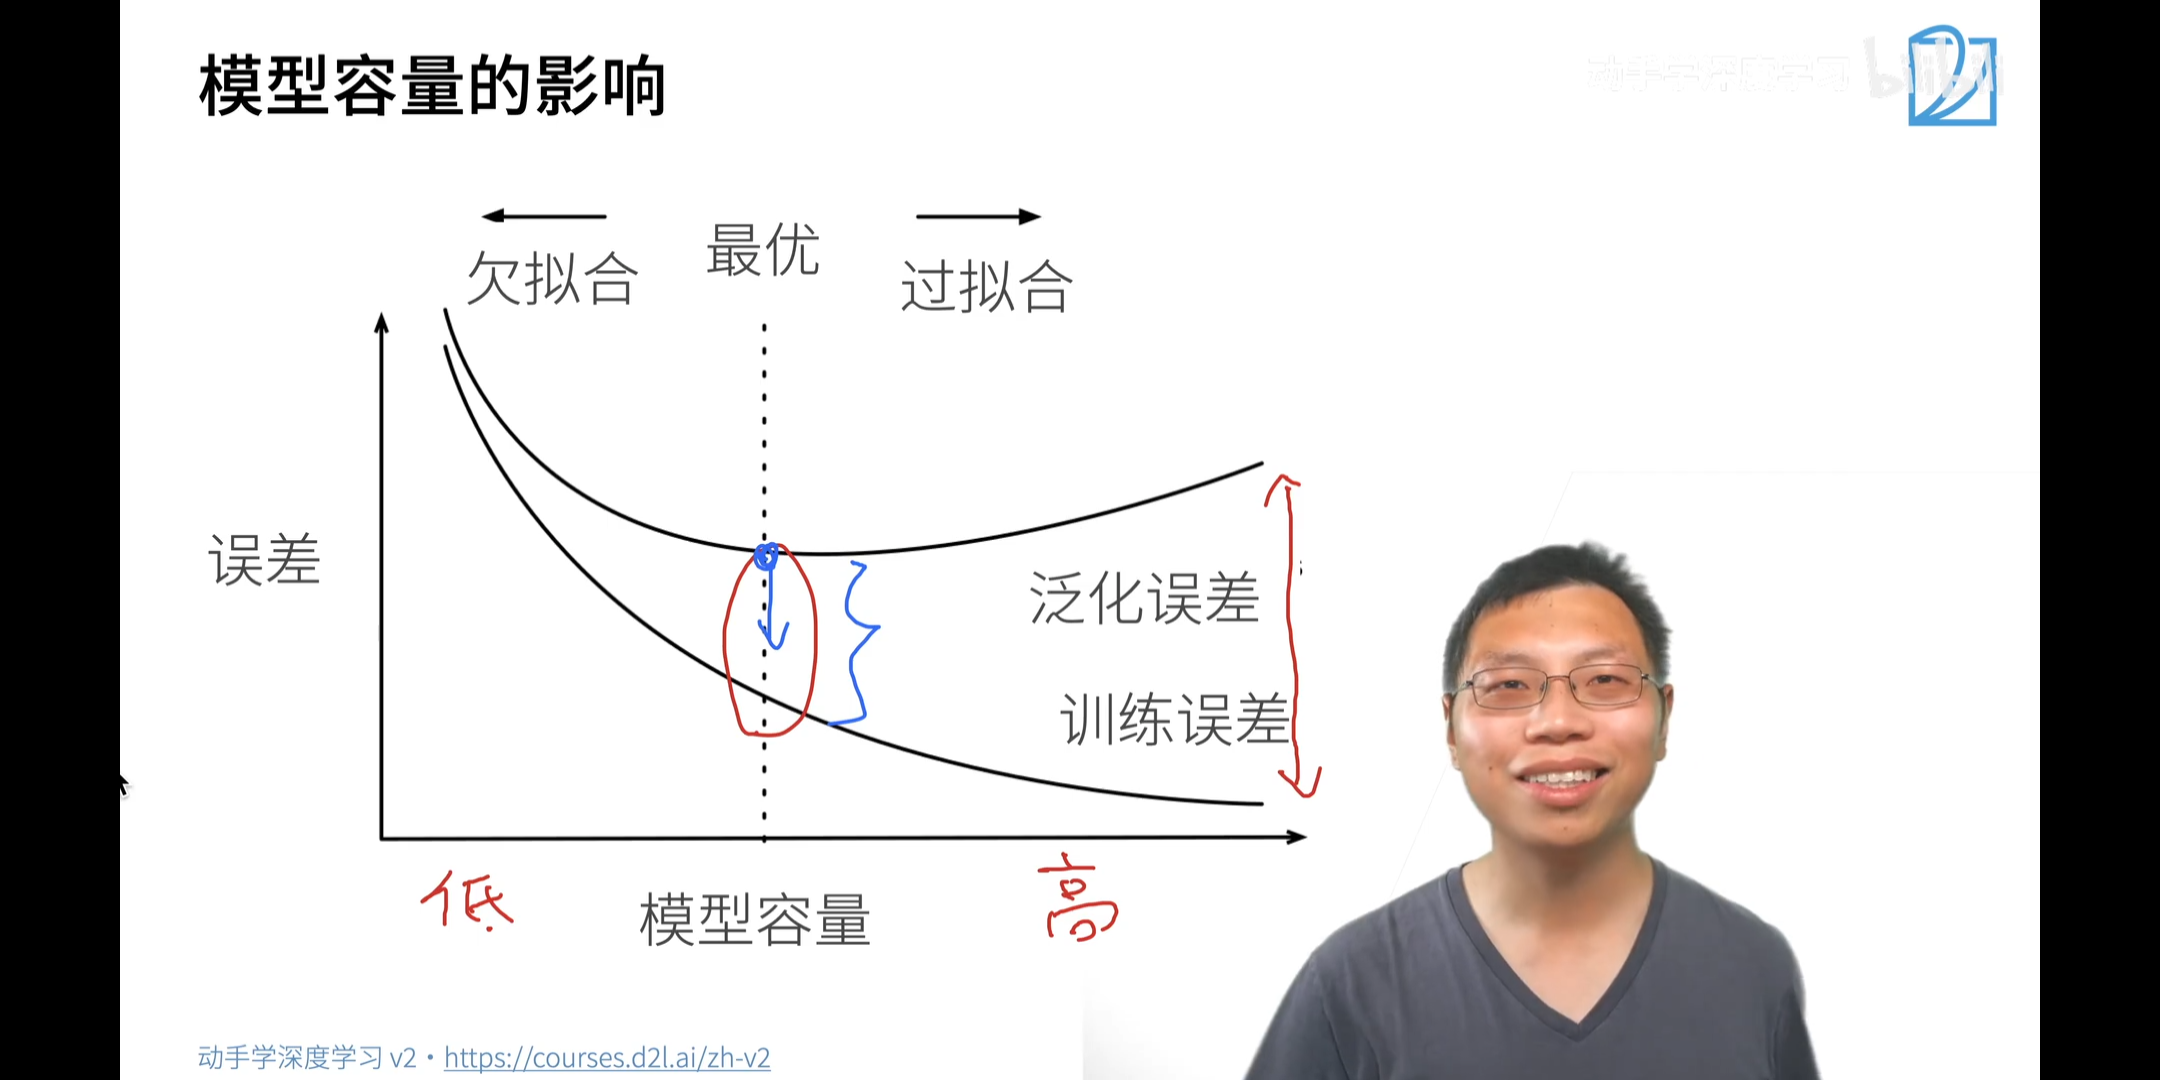 模型容量的影响
动手学深度学习 bilibili
欠拟合 最优 过拟合
误差
泛化误差
训练误差
低 模型容量 高
动手学深度学习 v2 • https://courses.d2l.ai/zh-v2